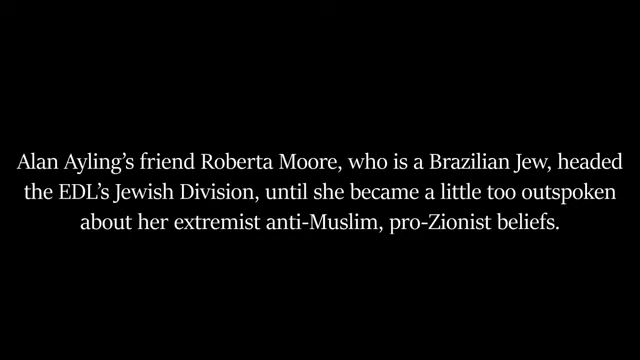 Alan Ayling’s friend Roberta Moore, who is a Brazilian Jew, headed
the EDL’s Jewish Division, until she became a little too outspoken
about her extremist anti-Muslim, pro-Zionist beliefs.